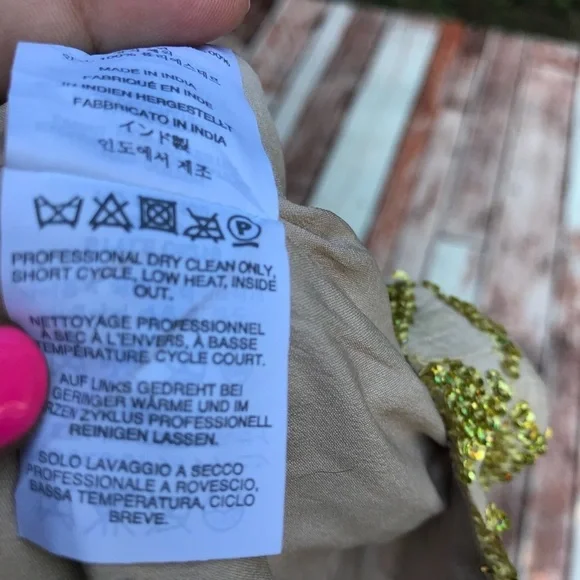 MADE IN INDIA
FABRIQUÉ EN INDE
IN INDIEN HERGESTELLT
FABBRICATO IN INDIA
インド製
인도에서 제조
P
PROFESSIONAL DRY CLEAN ONLY,
SHORT CYCLE, LOW HEAT, INSIDE
OUT.
NETTOYAGE PROFESSIONNEL
À SEC À L'ENVERS, À BASSE
TEMPÉRATURE, CYCLE COURT.
AUF LINKS GEDREHT BEI
GERINGER WÄRME UND IM
ZYKLUS PROFESSIONELL
REINIGEN LASSEN.
SOLO LAVAGGIO A SECCO
PROFESSIONALE A ROVESCIO,
BASSA TEMPERATURA, CICLO
BREVE.